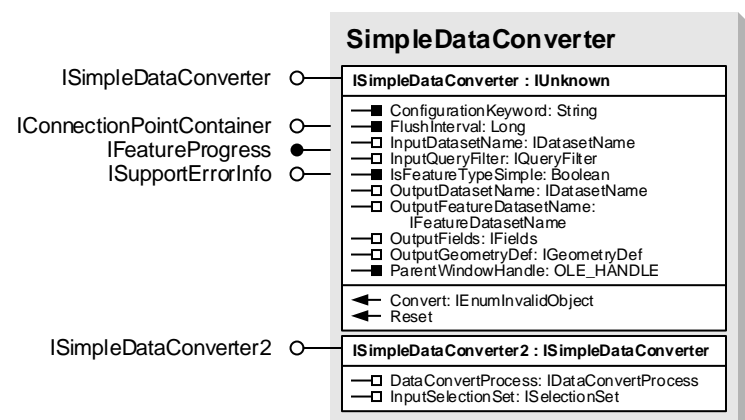 SimpleDataConverter
ISimpleDataConverter
ISimpleDataConverter : IUnknown
IConnectionPointContainer
IFeatureProgress
ISupportErrorInfo
ConfigurationKeyword: String
FlushInterval: Long
InputDatasetName: IDatasetName
InputQueryFilter: IQueryFilter
IsFeatureTypeSimple: Boolean
OutputDatasetName: IDatasetName
OutputFeatureDatasetName:
IFeatureDatasetName
OutputFields: IFields
OutputGeometryDef: IGeometryDef
ParentWindowHandle: OLE_HANDLE
Convert: IEnumInvalidObject
Reset
ISimpleDataConverter2
ISimpleDataConverter2 : ISimpleDataConverter
DataConvertProcess: IDataConvertProcess
InputSelectionSet: ISelectionSet